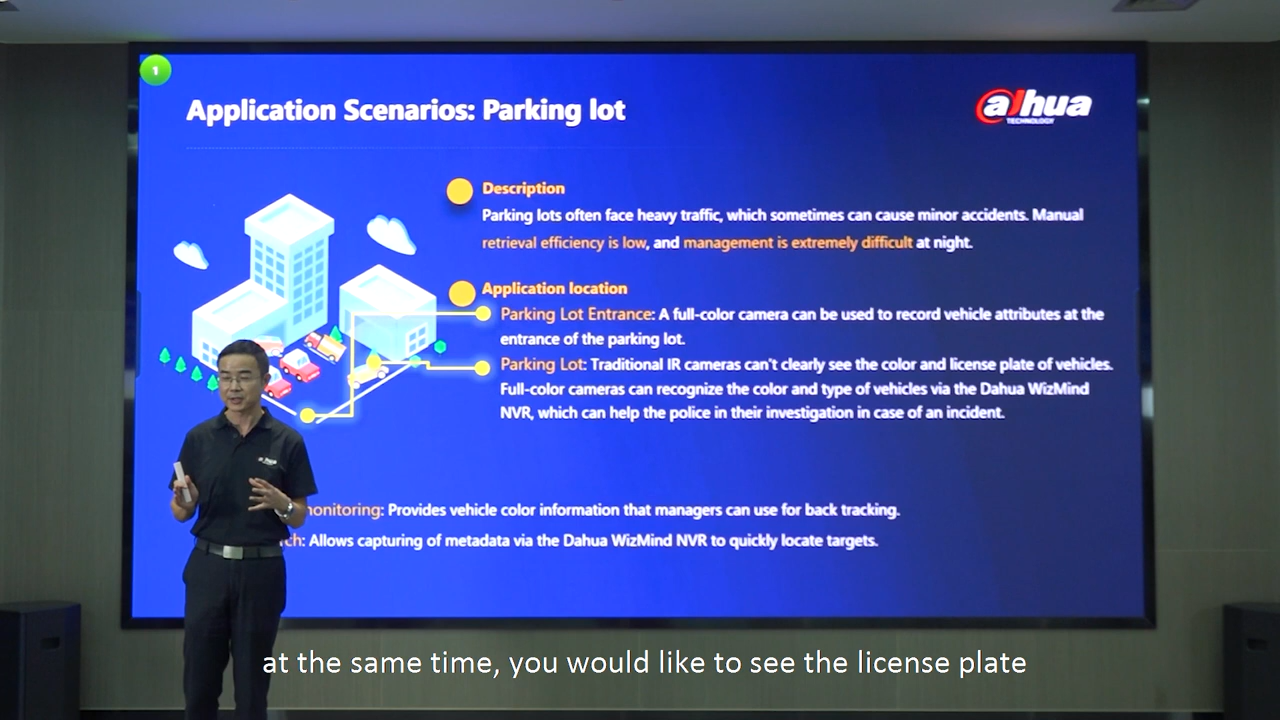 1
Application Scenarios: Parking lot
alhua
TECHNOLOGY
Description
Parking lots often face heavy traffic, which sometimes can cause minor accidents. Manual
retrieval efficiency is low, and management is extremely difficult at night.
Application location
Parking Lot Entrance: A full-color camera can be used to record vehicle attributes at the
entrance of the parking lot.
Parking Lot: Traditional IR cameras can't clearly see the color and license plate of vehicles.
Full-color cameras can recognize the color and type of vehicles via the Dahua WizMind
NVR, which can help the police in their investigation in case of an incident.
onitoring: Provides vehicle color information that managers can use for back tracking.
ch: Allows capturing of metadata via the Dahua WizMind NVR to quickly locate targets.
at the same time, you would like to see the license plate